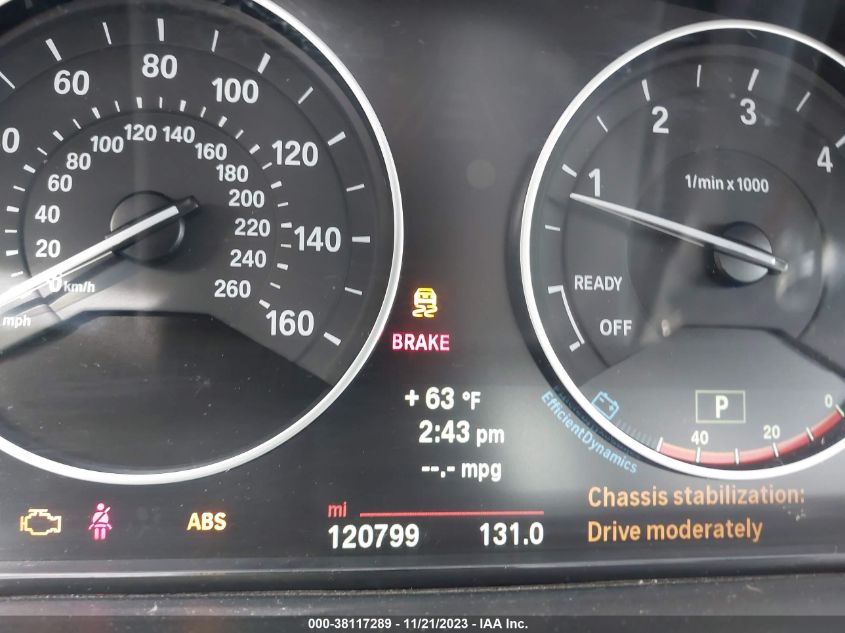 60 80 100 120 140 160
20 40 60 80 100 120 140 160 180 200 220 240 260
km/h
mph
1 2 3 4
1/min x 1000
READY
OFF
BRAKE
+ 63 °F
2:43 pm
--.- mpg
P
40 20 0
EfficientDynamics
Chassis stabilization:
Drive moderately
ABS
mi
120799 131.0
000-38117289 - 11/21/2023 - IAA Inc.